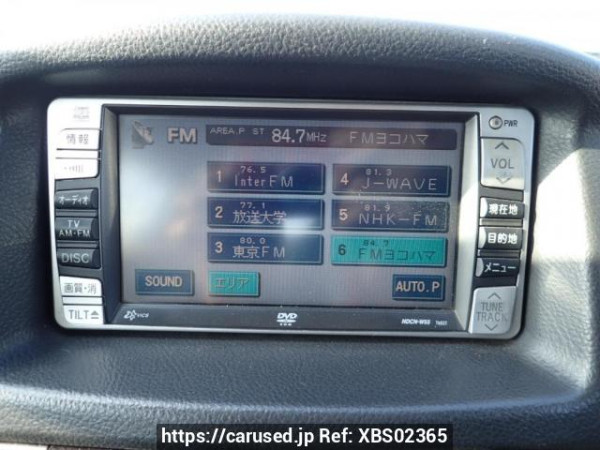 情報
オーディオ
TV
AM・FM
DISC
画質・消
TILT
FM
AREA.P ST 84.7MHz FMヨコハマ
1 76.5 InterFM
4 81.3 J-WAVE
2 77.1 放送大学
5 81.9 NHK-FM
3 80.0 東京FM
6 84.7 FMヨコハマ
SOUND
エリア
AUTO.P
PWR
VOL
現在地
目的地
メニュー
TUNE
TRACK
VICS
DVD
NDCN-W55
https://carused.jp Ref: XBS02365